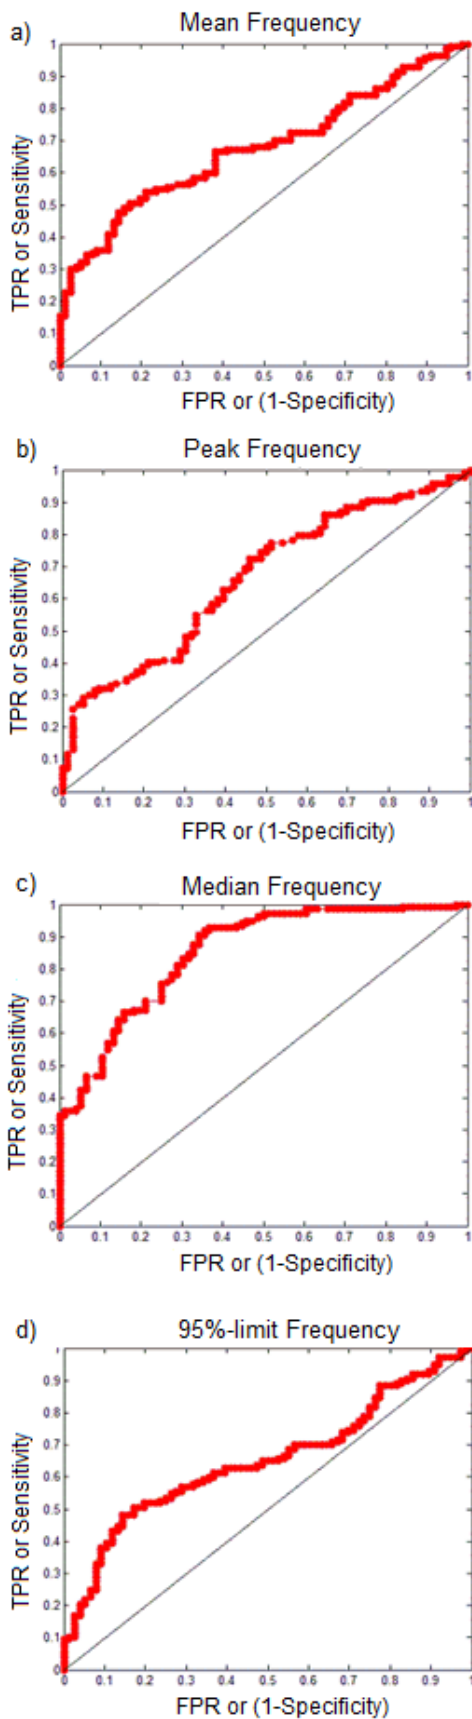 a) Mean Frequency
1
0.9
0.8
0.7
0.6
0.5
0.4
0.3
0.2
0.1
0
TPR or Sensitivity
0 0.1 0.2 0.3 0.4 0.5 0.6 0.7 0.8 0.9 1
FPR or (1-Specificity)
b) Peak Frequency
1
0.9
0.8
0.7
0.6
0.5
0.4
0.3
0.2
0.1
0
TPR or Sensitivity
0 0.1 0.2 0.3 0.4 0.5 0.6 0.7 0.8 0.9 1
FPR or (1-Specificity)
c) Median Frequency
1
0.9
0.8
0.7
0.6
0.5
0.4
0.3
0.2
0.1
0
TPR or Sensitivity
0 0.1 0.2 0.3 0.4 0.5 0.6 0.7 0.8 0.9 1
FPR or (1-Specificity)
d) 95%-limit Frequency
1
0.9
0.8
0.7
0.6
0.5
0.4
0.3
0.2
0.1
0
TPR or Sensitivity
0 0.1 0.2 0.3 0.4 0.5 0.6 0.7 0.8 0.9 1
FPR or (1-Specificity)